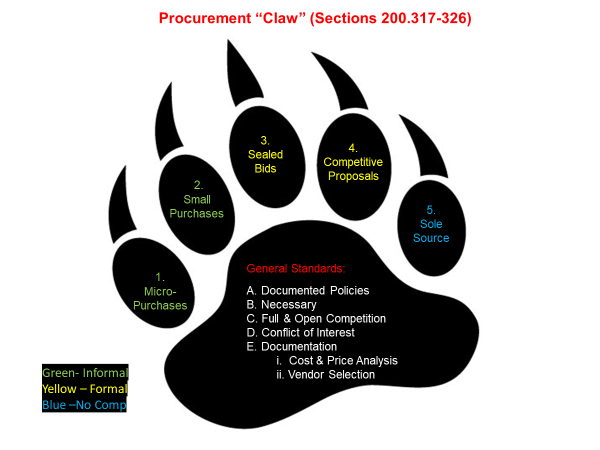 Procurement “Claw” (Sections 200.317-326)
1.
Micro-
Purchases
2.
Small
Purchases
3.
Sealed
Bids
4.
Competitive
Proposals
5.
Sole
Source
General Standards:
A. Documented Policies
B. Necessary
C. Full & Open Competition
D. Conflict of Interest
E. Documentation
i. Cost & Price Analysis
ii. Vendor Selection
Green- Informal
Yellow – Formal
Blue –No Comp